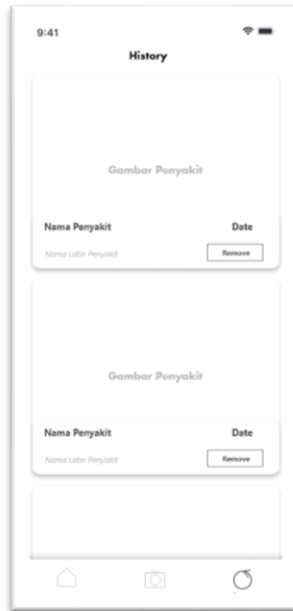 9:41
History
Gambar Penyakit
Nama Penyakit Date
Nama Latin Penyakit Remove
Gambar Penyakit
Nama Penyakit Date
Nama Latin Penyakit Remove